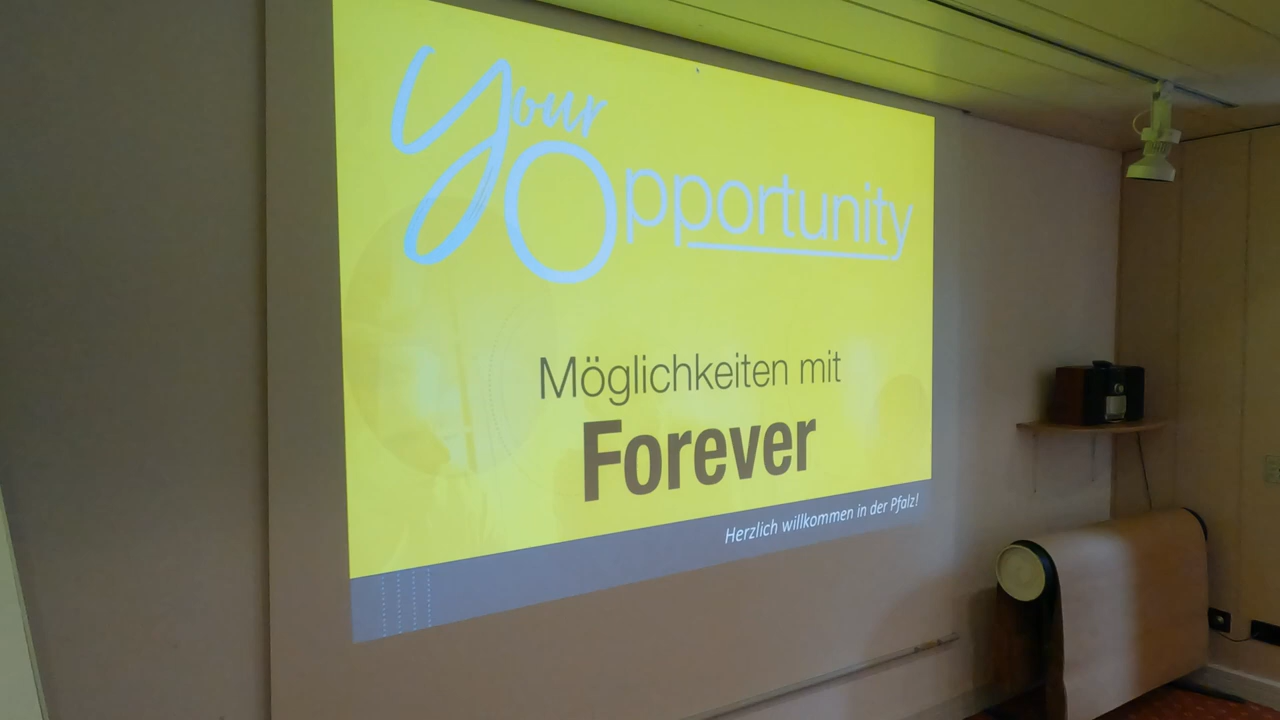 your
Opportunity
Möglichkeiten mit
Forever
Herzlich willkommen in der Pfalz!